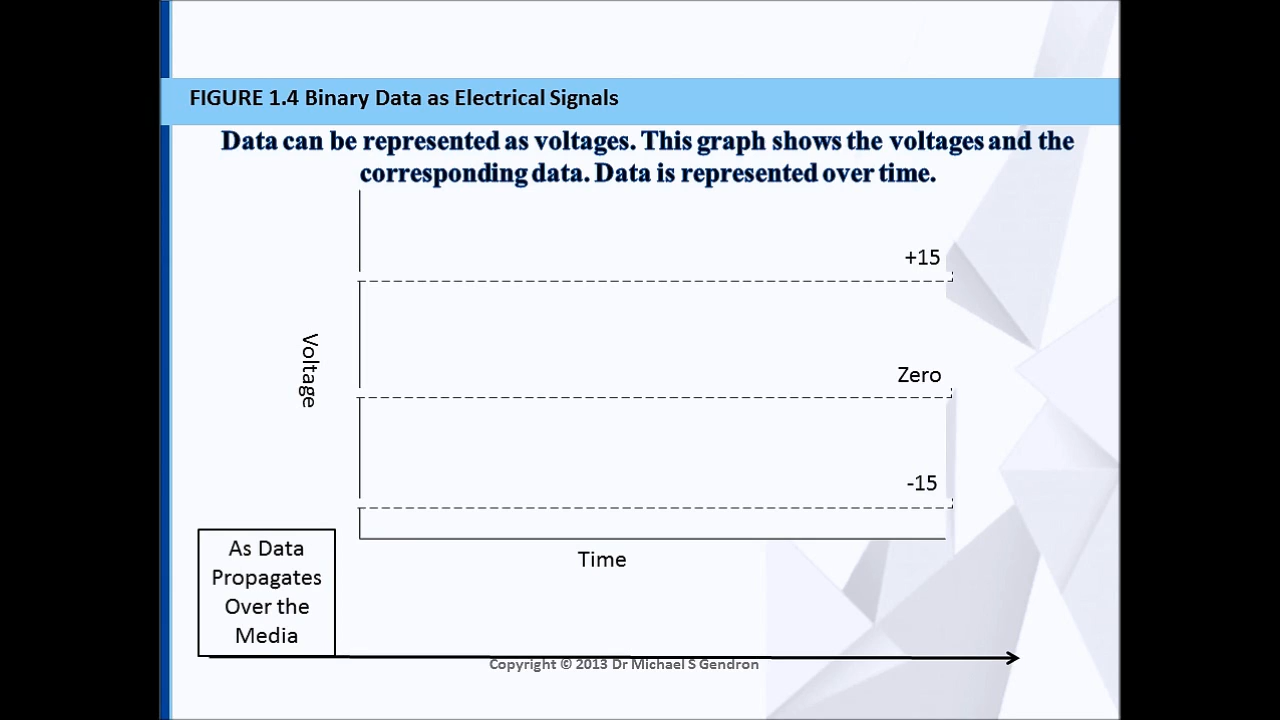 FIGURE 1.4 Binary Data as Electrical Signals
Data can be represented as voltages. This graph shows the voltages and the
corresponding data. Data is represented over time.
+15
Voltage
Zero
-15
Time
As Data
Propagates
Over the
Media
Copyright © 2013 Dr Michael S Gendron